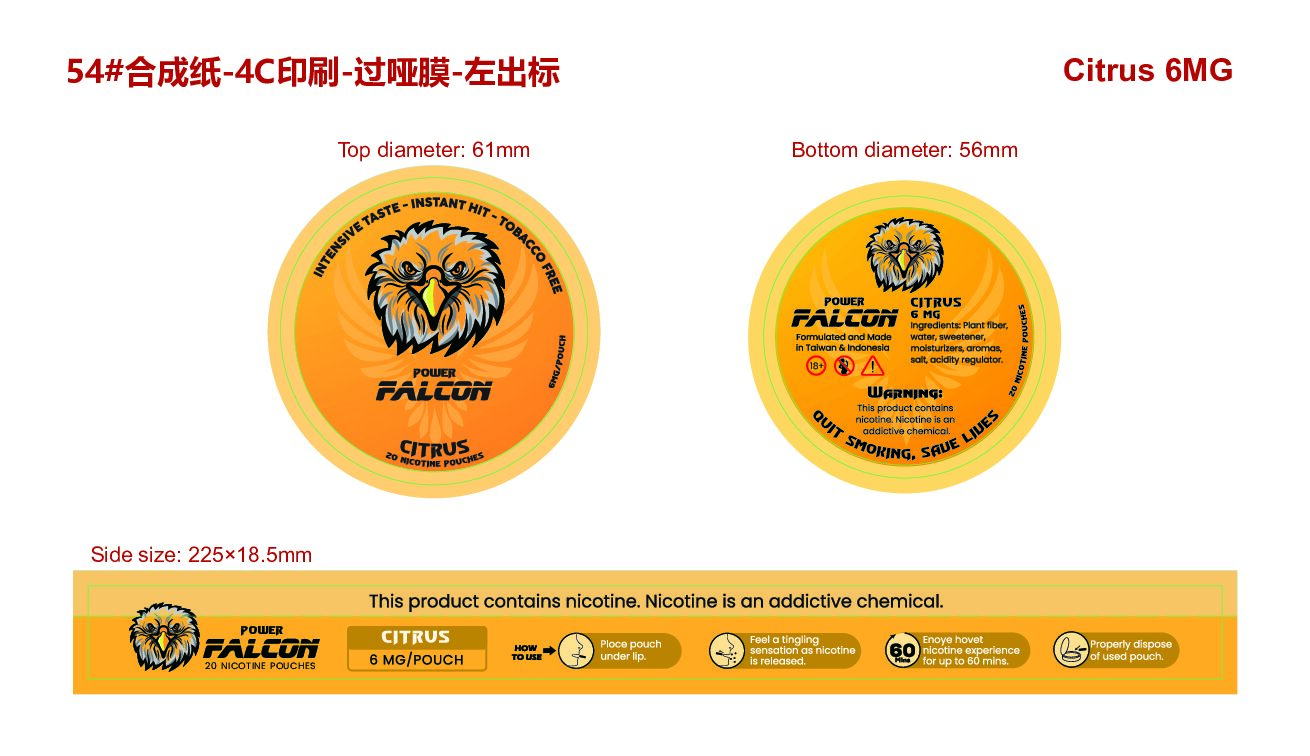 54#合成纸-4C印刷-过哑膜-左出标
Citrus 6MG
Top diameter: 61mm
Bottom diameter: 56mm
INTENSIVE TASTE - INSTANT HIT - TOBACCO FREE
6MG/POUCH
POWER
FALCON
CITRUS
20 NICOTINE POUCHES
POWER
FALCON
Formulated and Made
in Taiwan & Indonesia
18+
CITRUS
6 MG
Ingredients: Plant fiber,
water, sweetener,
moisturizers, aromas,
salt, acidity regulator.
20 NICOTINE POUCHES
WARNING:
This product contains
nicotine. Nicotine is an
addictive chemical.
QUIT SMOKING, SAVE LIVES
Side size: 225×18.5mm
This product contains nicotine. Nicotine is an addictive chemical.
POWER
FALCON
20 NICOTINE POUCHES
CITRUS
6 MG/POUCH
HOW
TO USE
Ploce pouch
under lip.
Feel a tingling
sensation as nicotine
is released.
60
Mins
Enoye hovet
nicotine experience
for up to 60 mins.
Properly dispose
of used pouch.